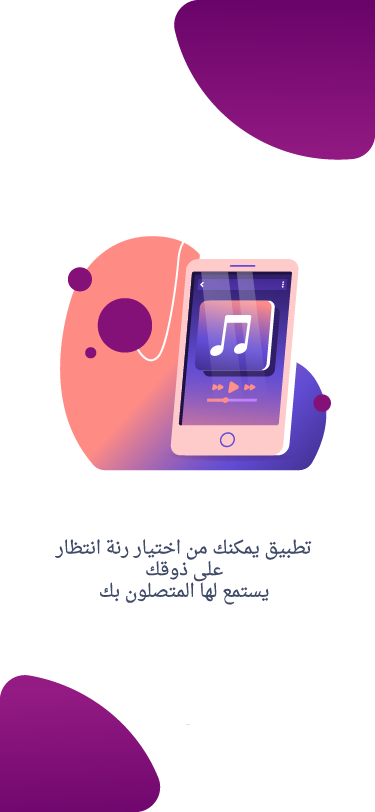 تطبيق يمكنك من اختيار رنة انتظار
على ذوقك
يستمع لها المتصلون بك